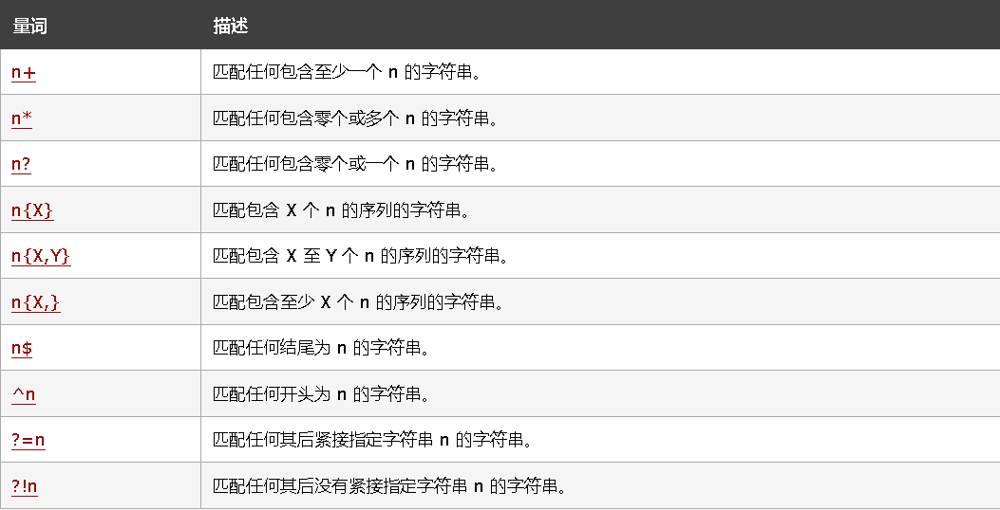 量词 描述
n+ 匹配任何包含至少一个 n 的字符串。
n* 匹配任何包含零个或多个 n 的字符串。
n? 匹配任何包含零个或一个 n 的字符串。
n{X} 匹配包含 X 个 n 的序列的字符串。
n{X,Y} 匹配包含 X 至 Y 个 n 的序列的字符串。
n{X,} 匹配包含至少 X 个 n 的序列的字符串。
n$ 匹配任何结尾为 n 的字符串。
^n 匹配任何开头为 n 的字符串。
?=n 匹配任何其后紧接指定字符串 n 的字符串。
?!n 匹配任何其后没有紧接指定字符串 n 的字符串。